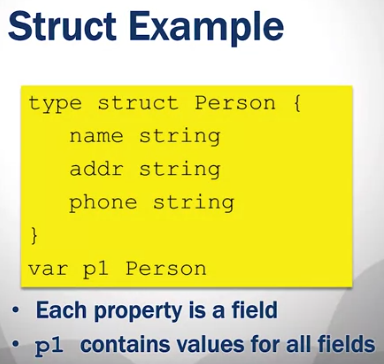 Struct Example
type struct Person {
name string
addr string
phone string
}
var p1 Person
• Each property is a field
• p1 contains values for all fields